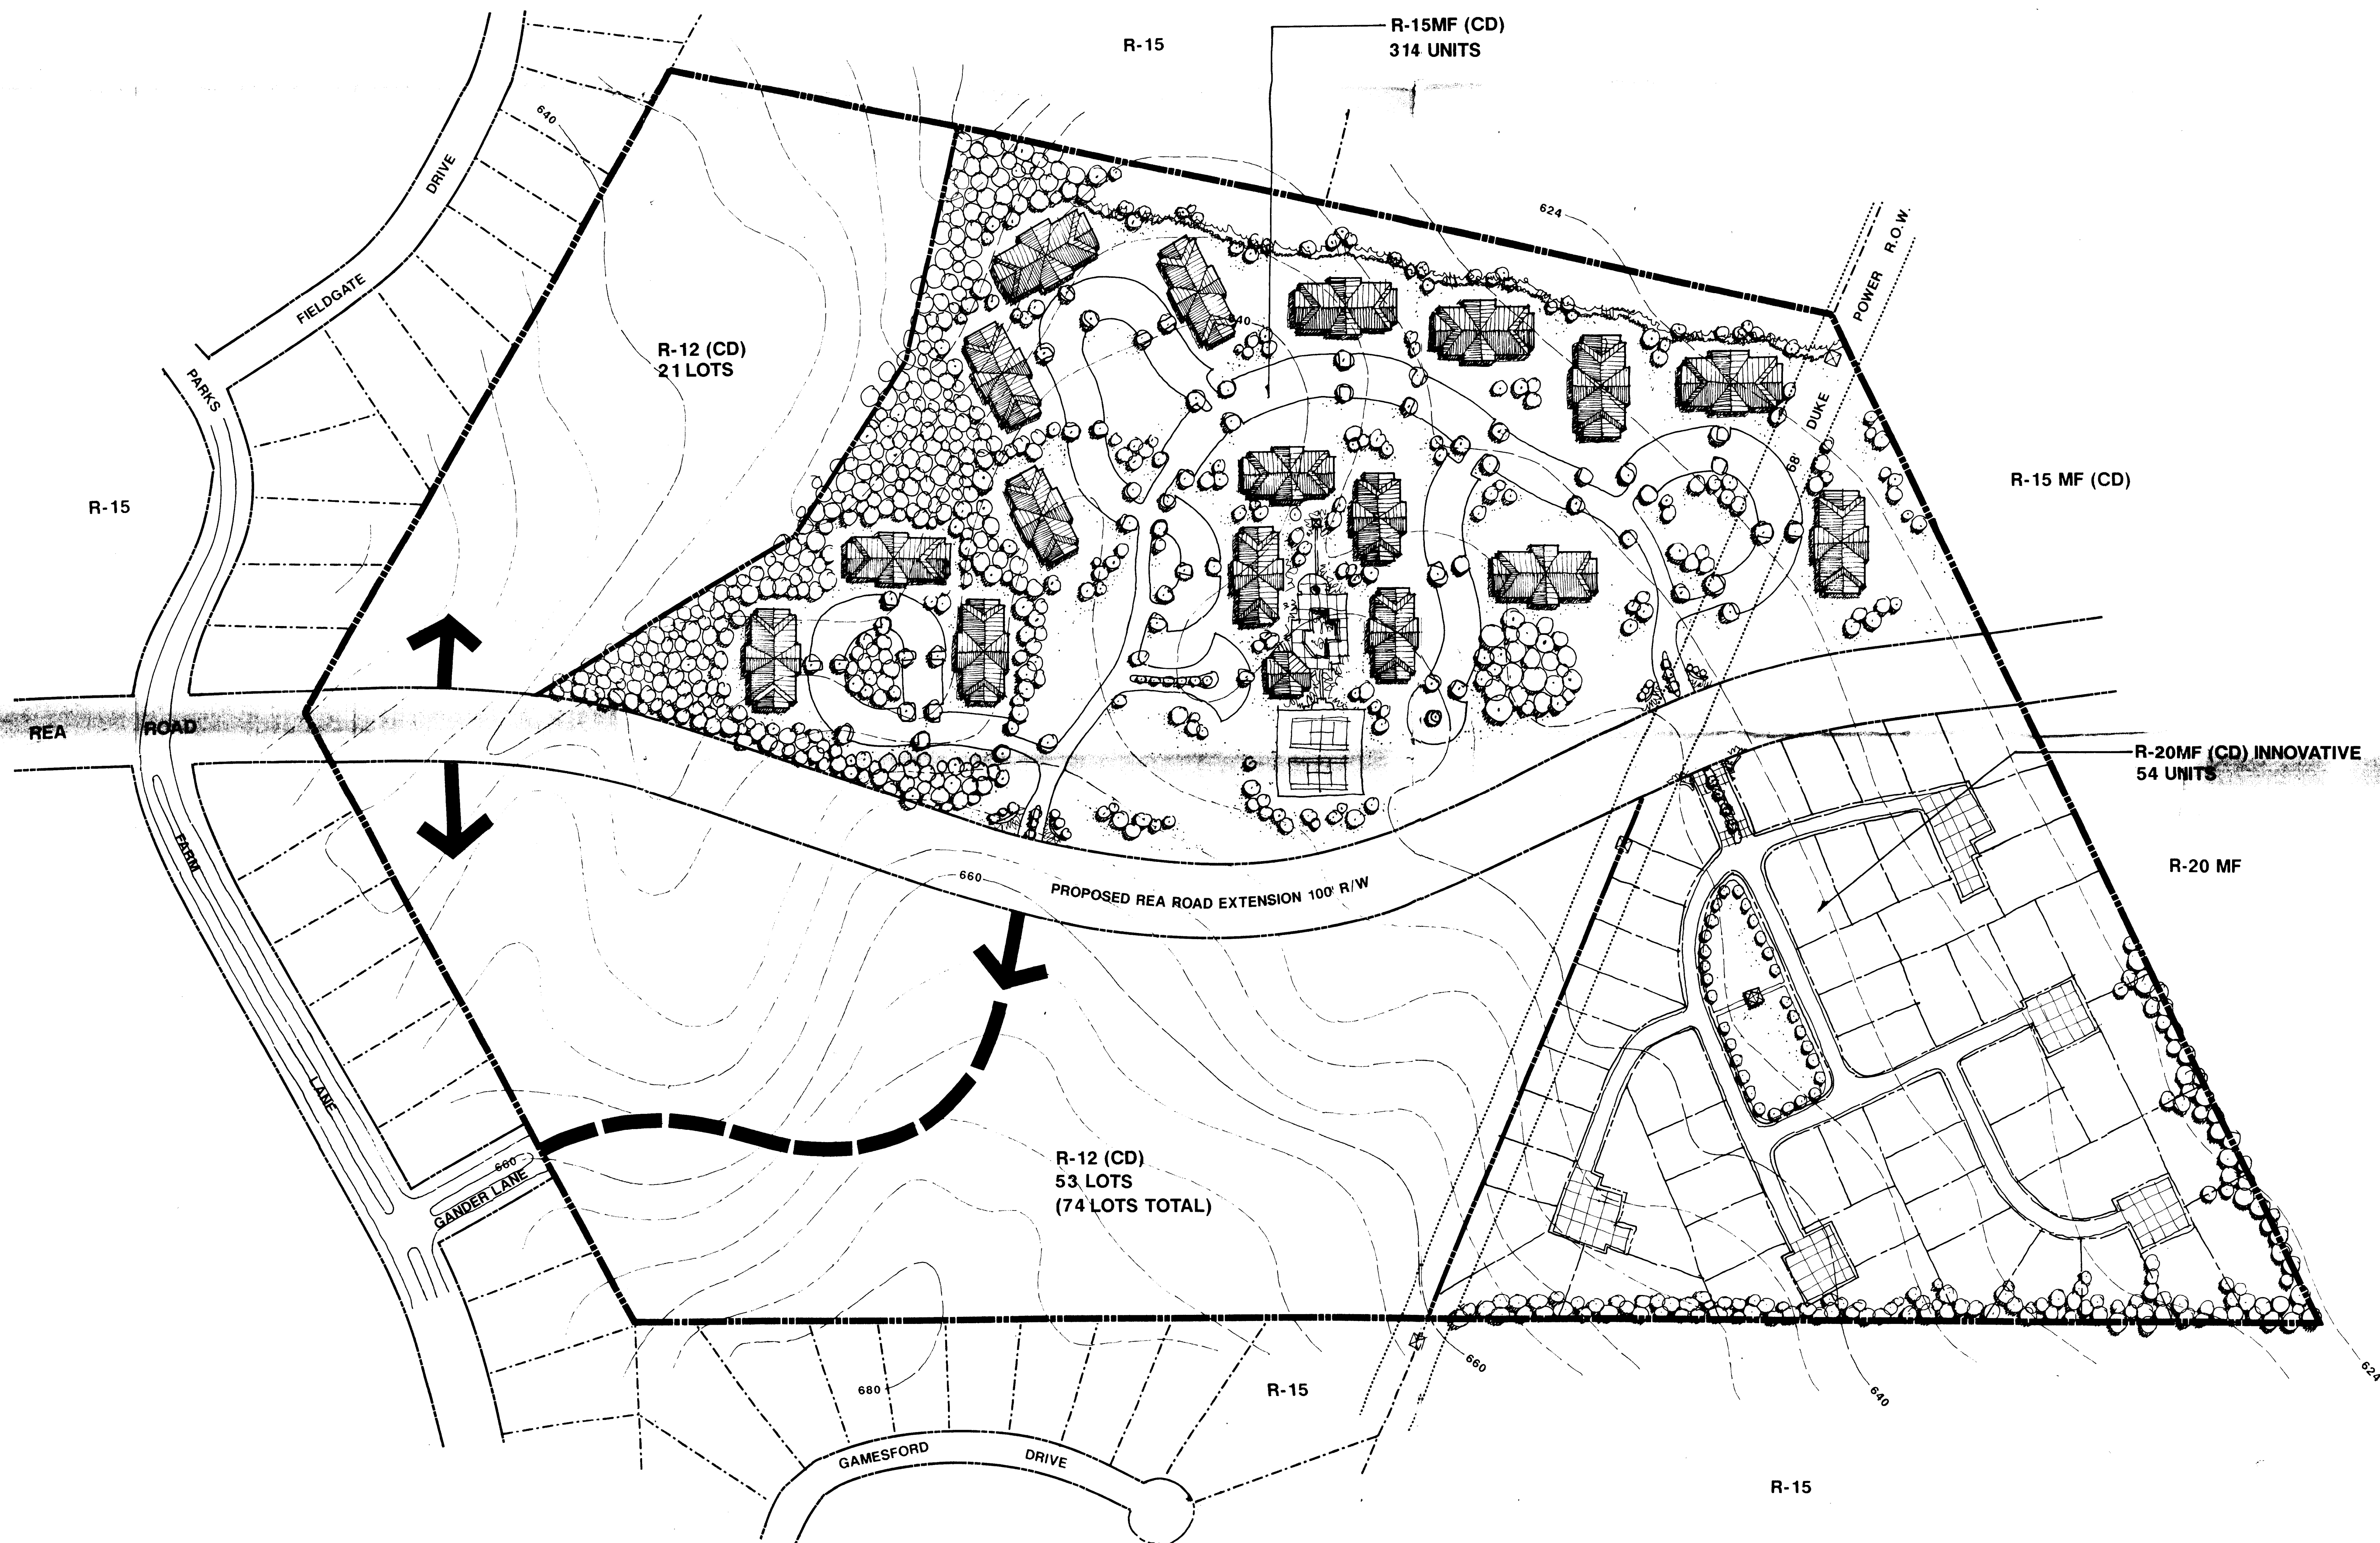 R-15MF (CD)
314 UNITS
R-15
640
DRIVE
FIELDGATE
PARKS
R-12 (CD)
21 LOTS
624
POWER R.O.W.
DUKE
68'
640
R-15
R-15 MF (CD)
REA ROAD
R-20MF (CD) INNOVATIVE
54 UNITS
R-20 MF
FARM
LANE
660
PROPOSED REA ROAD EXTENSION 100' R/W
660
GANDER LANE
R-12 (CD)
53 LOTS
(74 LOTS TOTAL)
660
640
624
680
R-15
GAMESFORD DRIVE
R-15